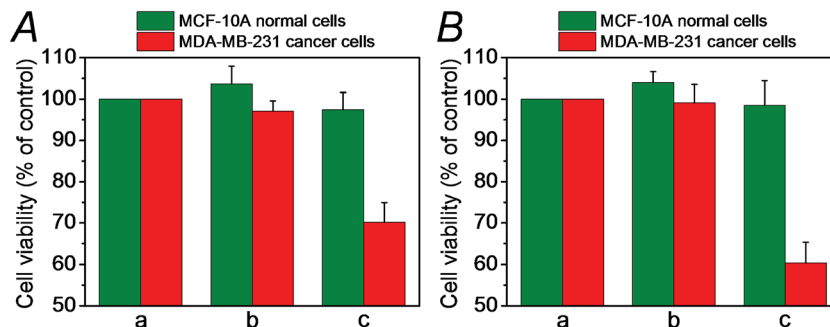 A
MCF-10A normal cells
MDA-MB-231 cancer cells
Cell viability (% of control)
110
100
90
80
70
60
50
a b c
B
MCF-10A normal cells
MDA-MB-231 cancer cells
Cell viability (% of control)
110
100
90
80
70
60
50
a b c